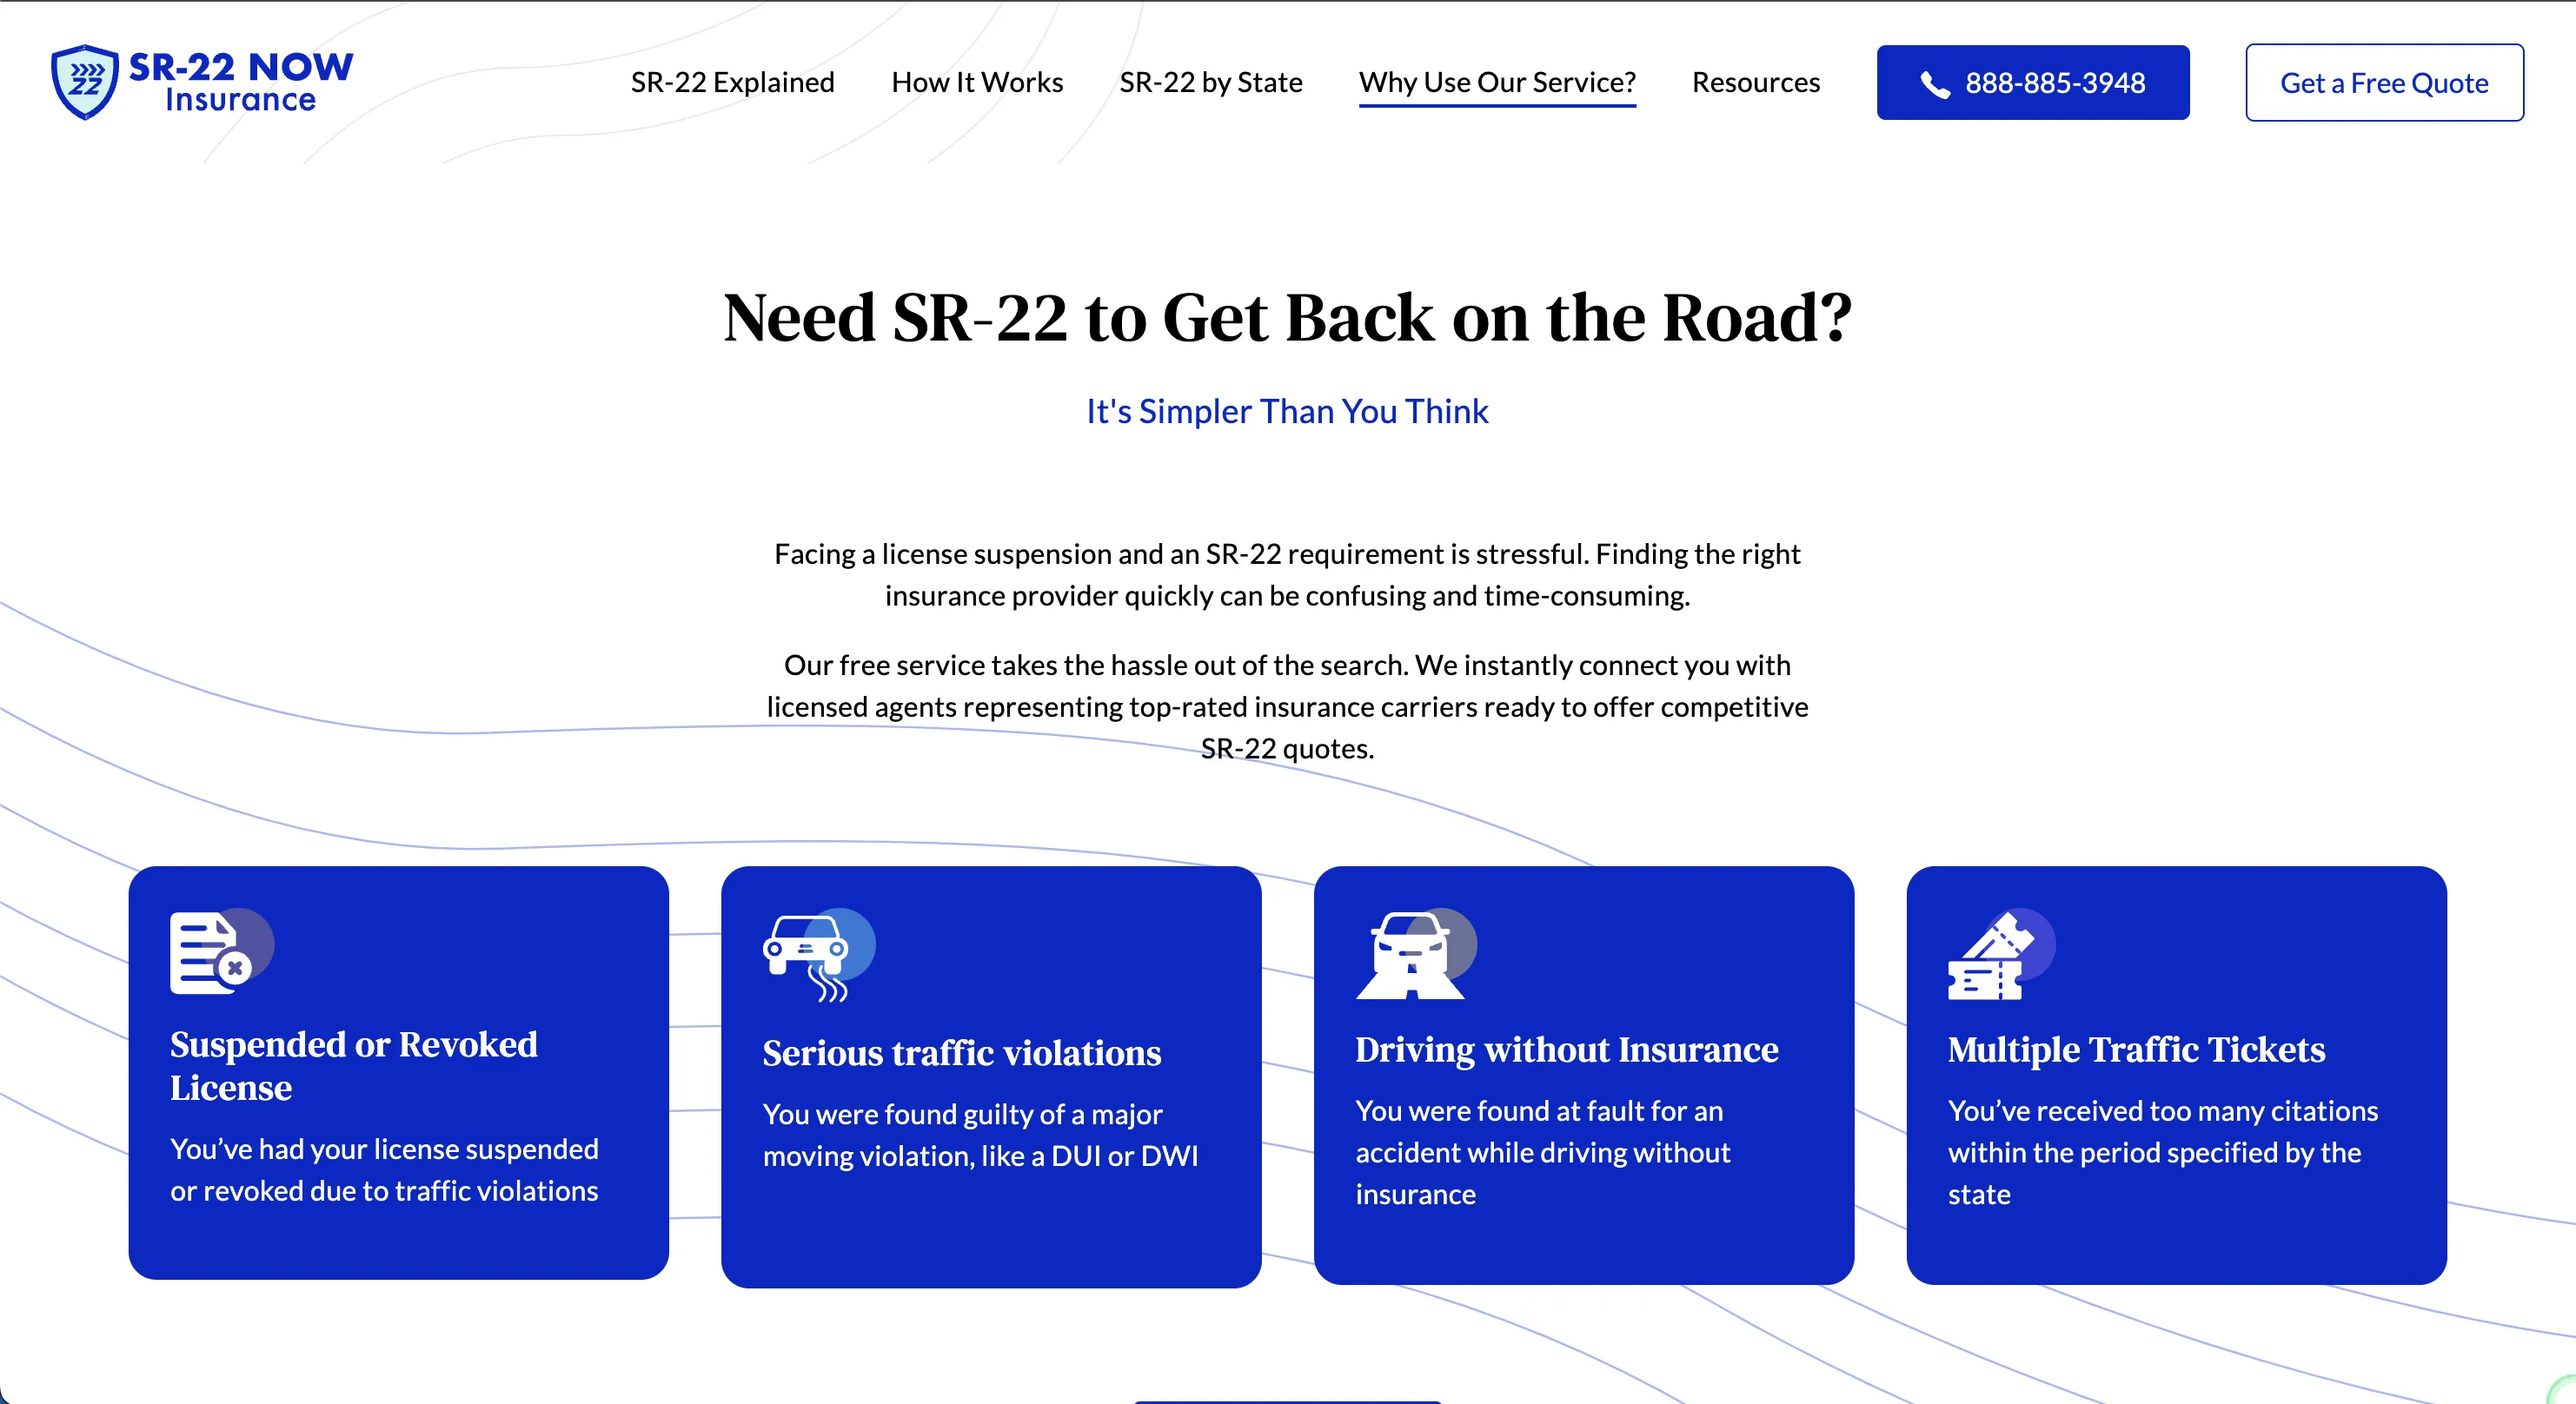 SR-22 NOW
Insurance
SR-22 Explained
How It Works
SR-22 by State
Why Use Our Service?
Resources
888-885-3948
Get a Free Quote
Need SR-22 to Get Back on the Road?
It's Simpler Than You Think
Facing a license suspension and an SR-22 requirement is stressful. Finding the right
insurance provider quickly can be confusing and time-consuming.
Our free service takes the hassle out of the search. We instantly connect you with
licensed agents representing top-rated insurance carriers ready to offer competitive
SR-22 quotes.
Suspended or Revoked
License
You’ve had your license suspended
or revoked due to traffic violations
Serious traffic violations
You were found guilty of a major
moving violation, like a DUI or DWI
Driving without Insurance
You were found at fault for an
accident while driving without
insurance
Multiple Traffic Tickets
You’ve received too many citations
within the period specified by the
state